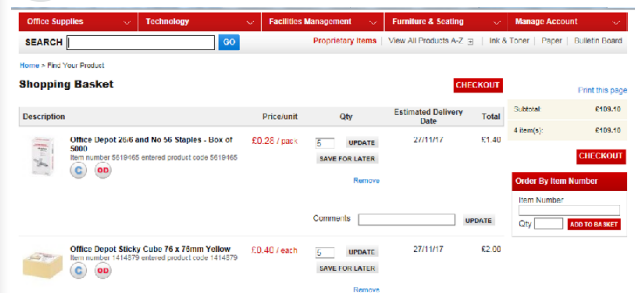 Office Supplies Technology Facilities Management Furniture & Seating Manage Account
SEARCH GO Proprietary Items View All Products A-Z Ink & Toner Paper Bulletin Board
Home > Find Your Product
Shopping Basket CHECKOUT Print this page
Description Price/unit Qty Estimated Delivery Date Total
Subtotal £109.10
4 item(s): £109.10
CHECKOUT
Office Depot 26/6 and No 56 Staples - Box of 5000
Item number 5619465 entered product code 5619465
C OD
£0.28 / pack 5 UPDATE 27/11/17 £1.40
SAVE FOR LATER
Remove
Comments UPDATE
Order By Item Number
Item Number
Qty ADD TO BASKET
Office Depot Sticky Cube 76 x 76mm Yellow
Item number 1414879 entered product code 1414879
C OD
£0.40 / each 5 UPDATE 27/11/17 £2.00
SAVE FOR LATER
Remove